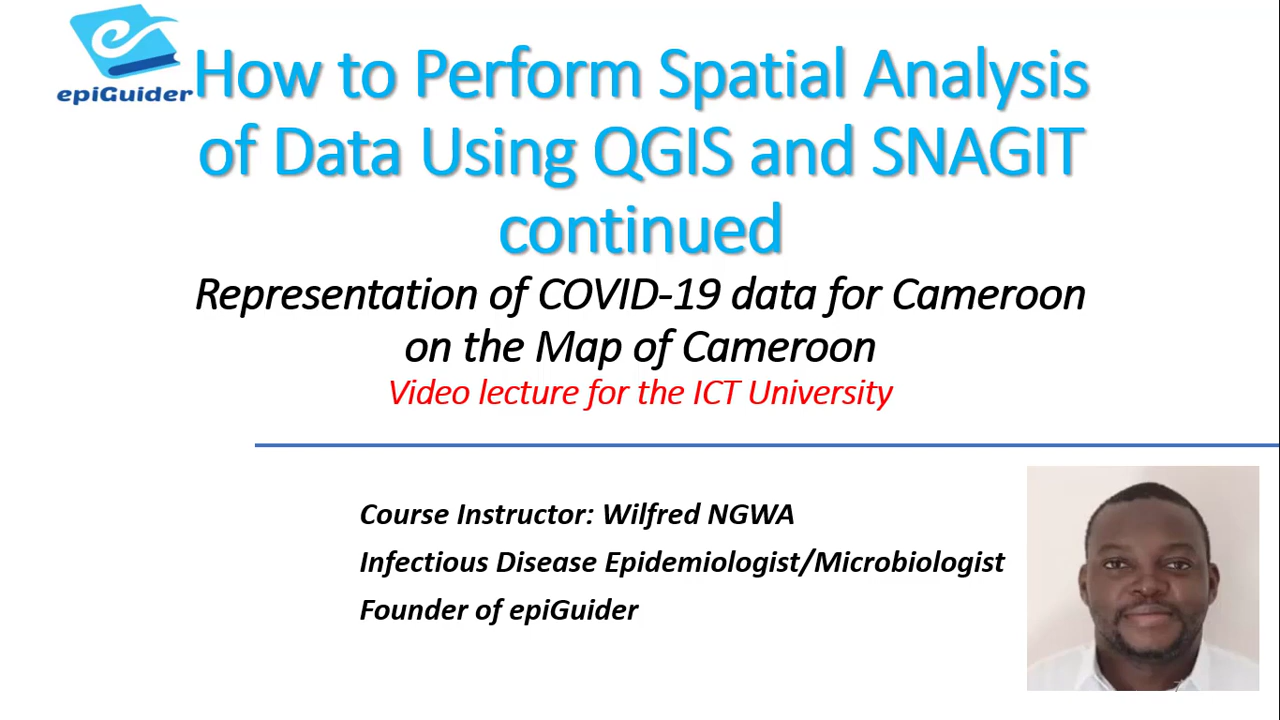 epiGuider
How to Perform Spatial Analysis
of Data Using QGIS and SNAGIT
continued
Representation of COVID-19 data for Cameroon
on the Map of Cameroon
Video lecture for the ICT University
Course Instructor: Wilfred NGWA
Infectious Disease Epidemiologist/Microbiologist
Founder of epiGuider